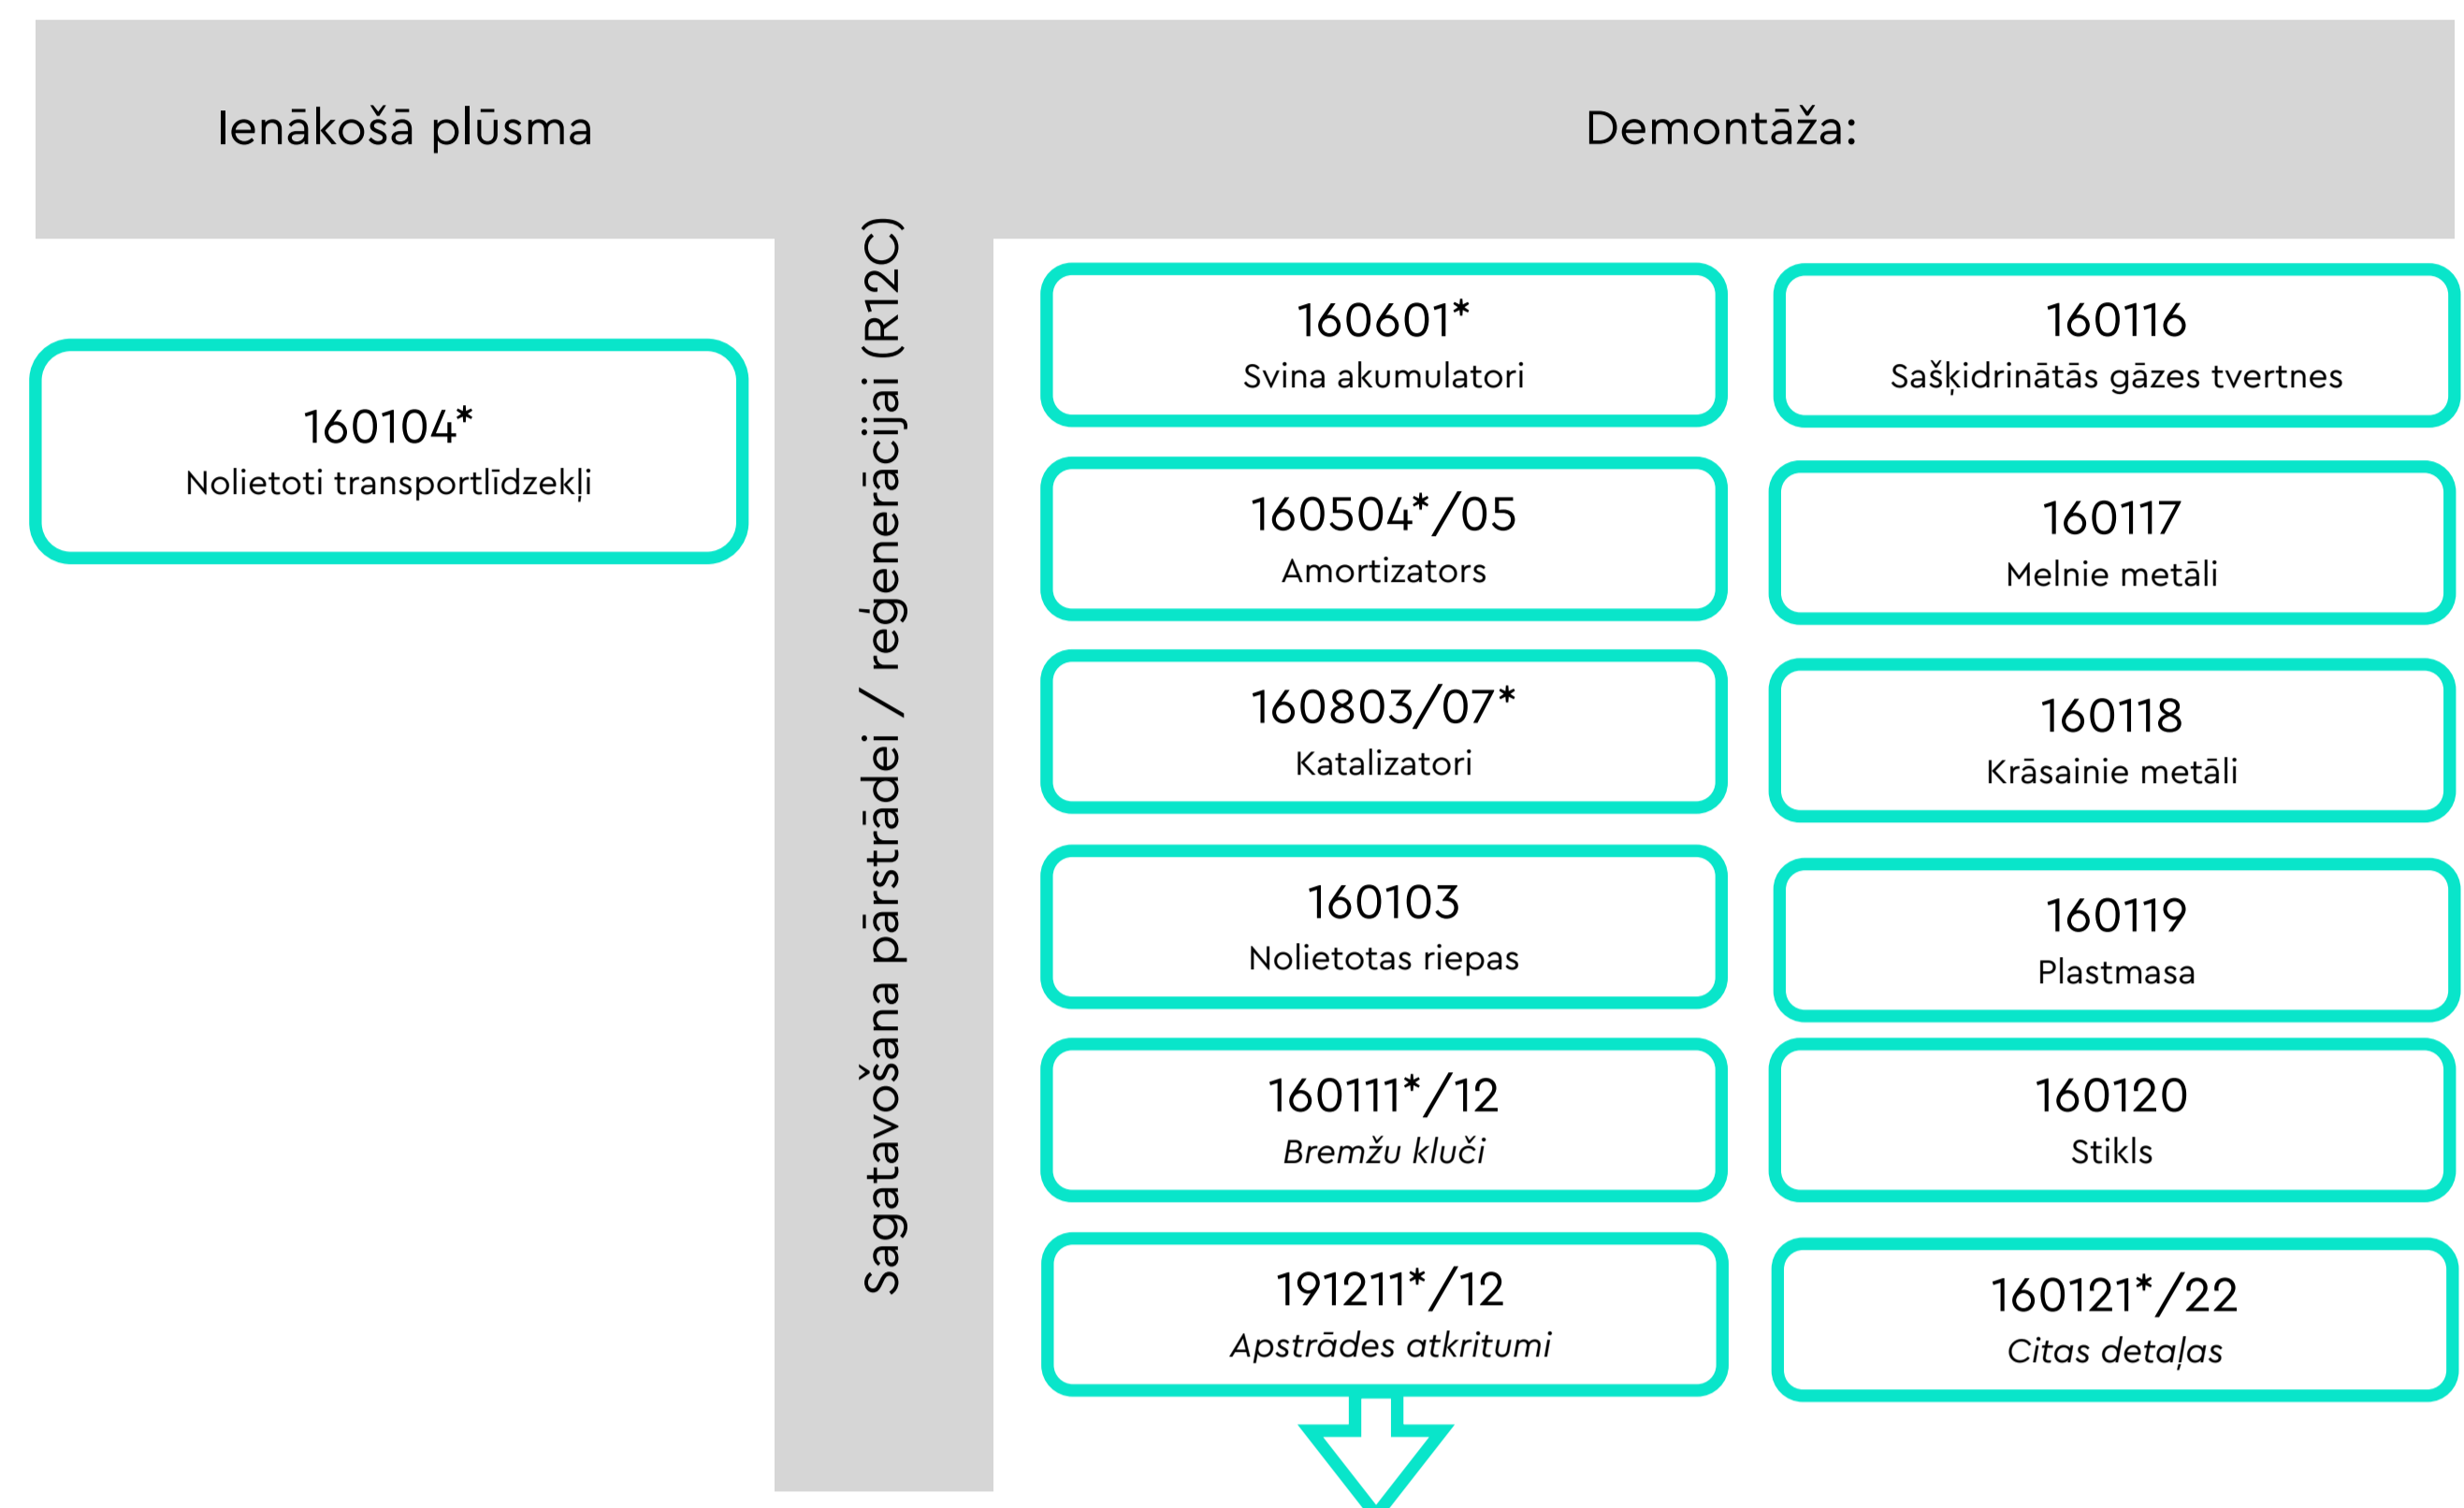 Ienākošā plūsma
Demontāža:
160104*
Nolietoti transportlīdzekļi
Sagatavošana pārstrādei / reģenerācijai (R12C)
160601*
Svina akumulatori
160504*/05
Amortizators
160803/07*
Katalizatori
160103
Nolietotas riepas
160111*/12
Bremžu kluči
191211*/12
Apstrādes atkritumi
160116
Sašķidrinātās gāzes tvertnes
160117
Melnie metāli
160118
Krāsainie metāli
160119
Plastmasa
160120
Stikls
160121*/22
Citas detaļas